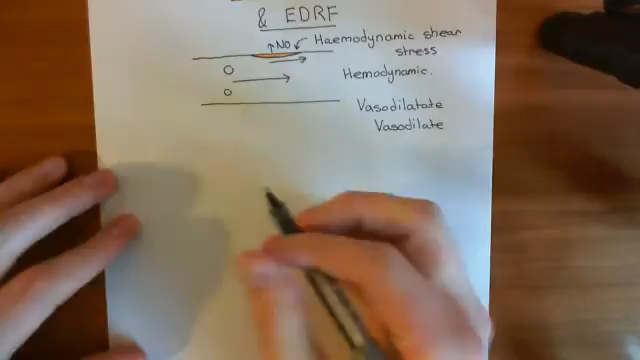 & EDRF
↑NO
Haemodynamic shear
stress
Hemodynamic.
Vasodilatate
Vasodilate